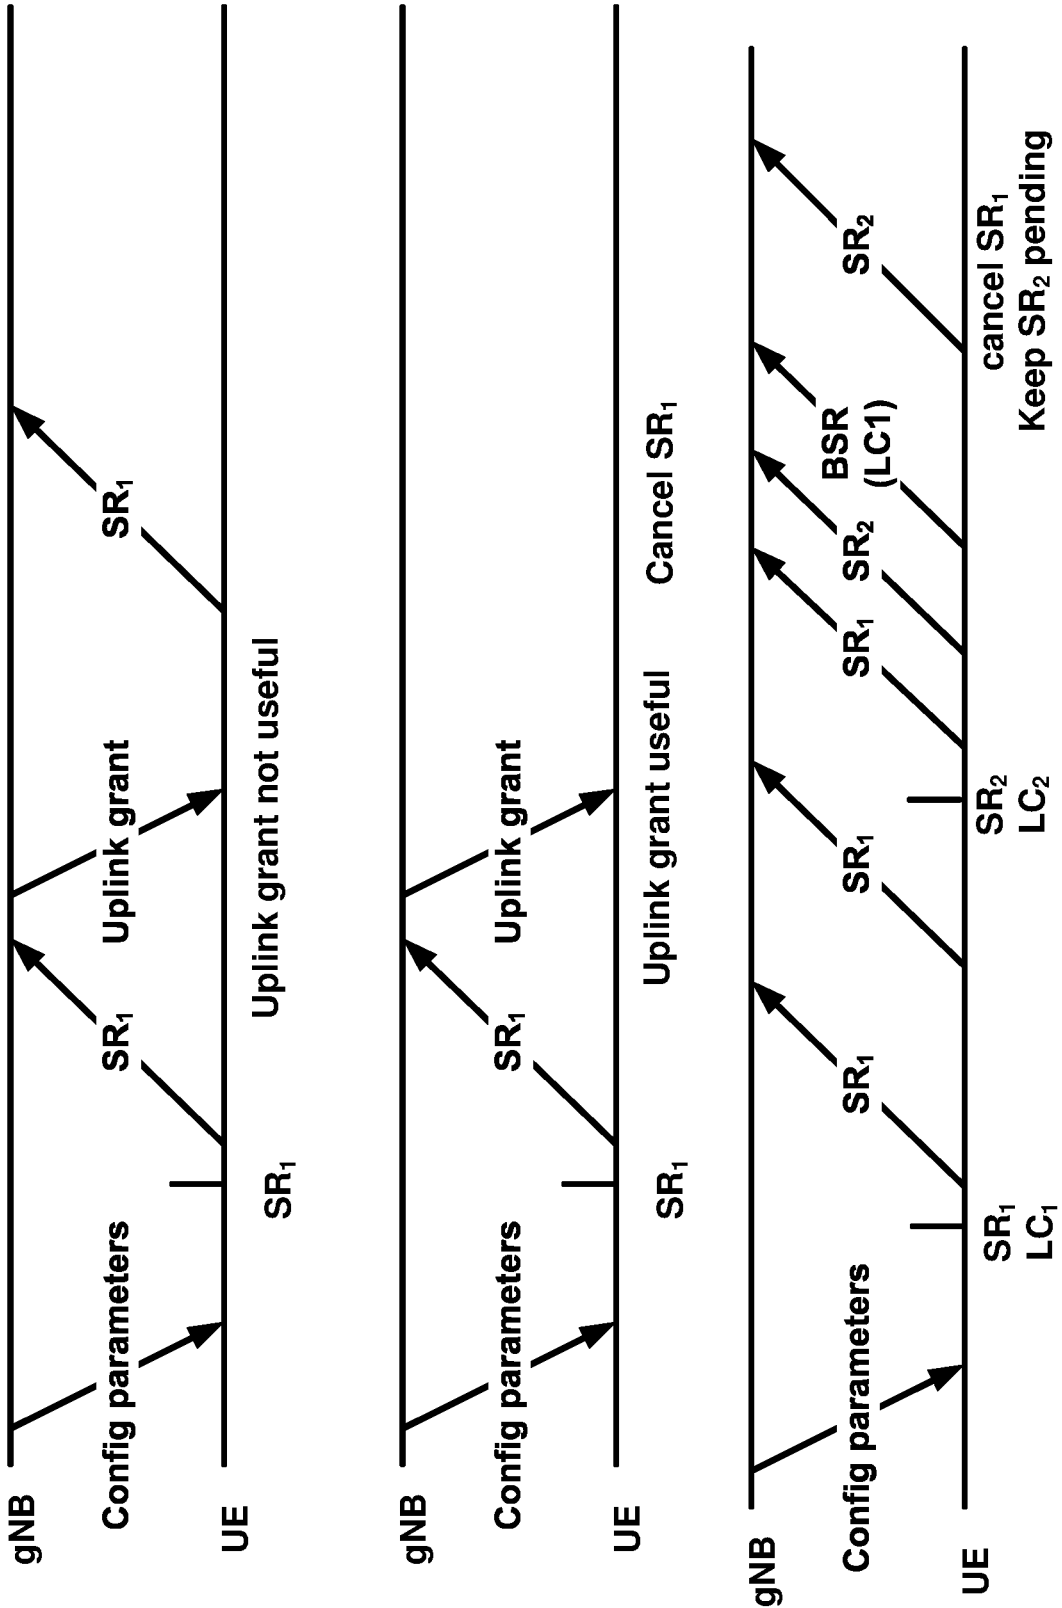 gNB
Config parameters
SR₁
Uplink grant
SR₁
UE
SR₁
Uplink grant not useful
gNB
Config parameters
SR₁
Uplink grant
UE
SR₁
Uplink grant useful
Cancel SR₁
gNB
Config parameters
SR₁
SR₁
SR₁
SR₂
BSR
(LC1)
SR₂
UE
SR₁
LC₁
SR₂
LC₂
cancel SR₁
Keep SR₂ pending